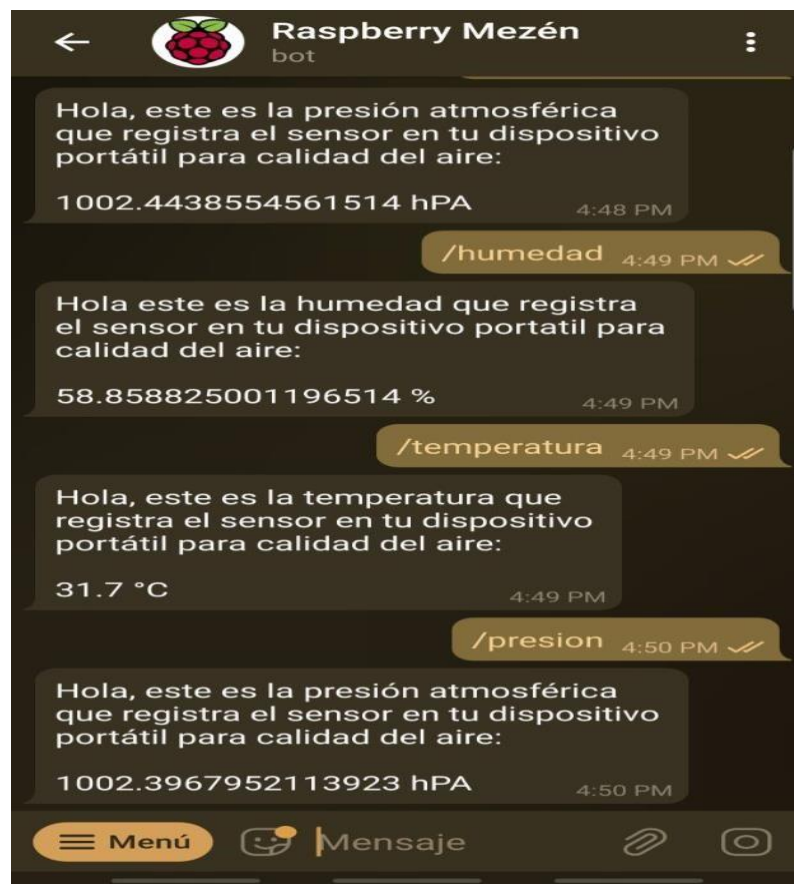 Raspberry Mezén
bot
Hola, este es la presión atmosférica
que registra el sensor en tu dispositivo
portátil para calidad del aire:
1002.4438554561514 hPA
4:48 PM
/humedad 4:49 PM
Hola este es la humedad que registra
el sensor en tu dispositivo portatil para
calidad del aire:
58.858825001196514 %
4:49 PM
/temperatura 4:49 PM
Hola, este es la temperatura que
registra el sensor en tu dispositivo
portátil para calidad del aire:
31.7 °C
4:49 PM
/presion 4:50 PM
Hola, este es la presión atmosférica
que registra el sensor en tu dispositivo
portátil para calidad del aire:
1002.3967952113923 hPA
4:50 PM
Menú
Mensaje